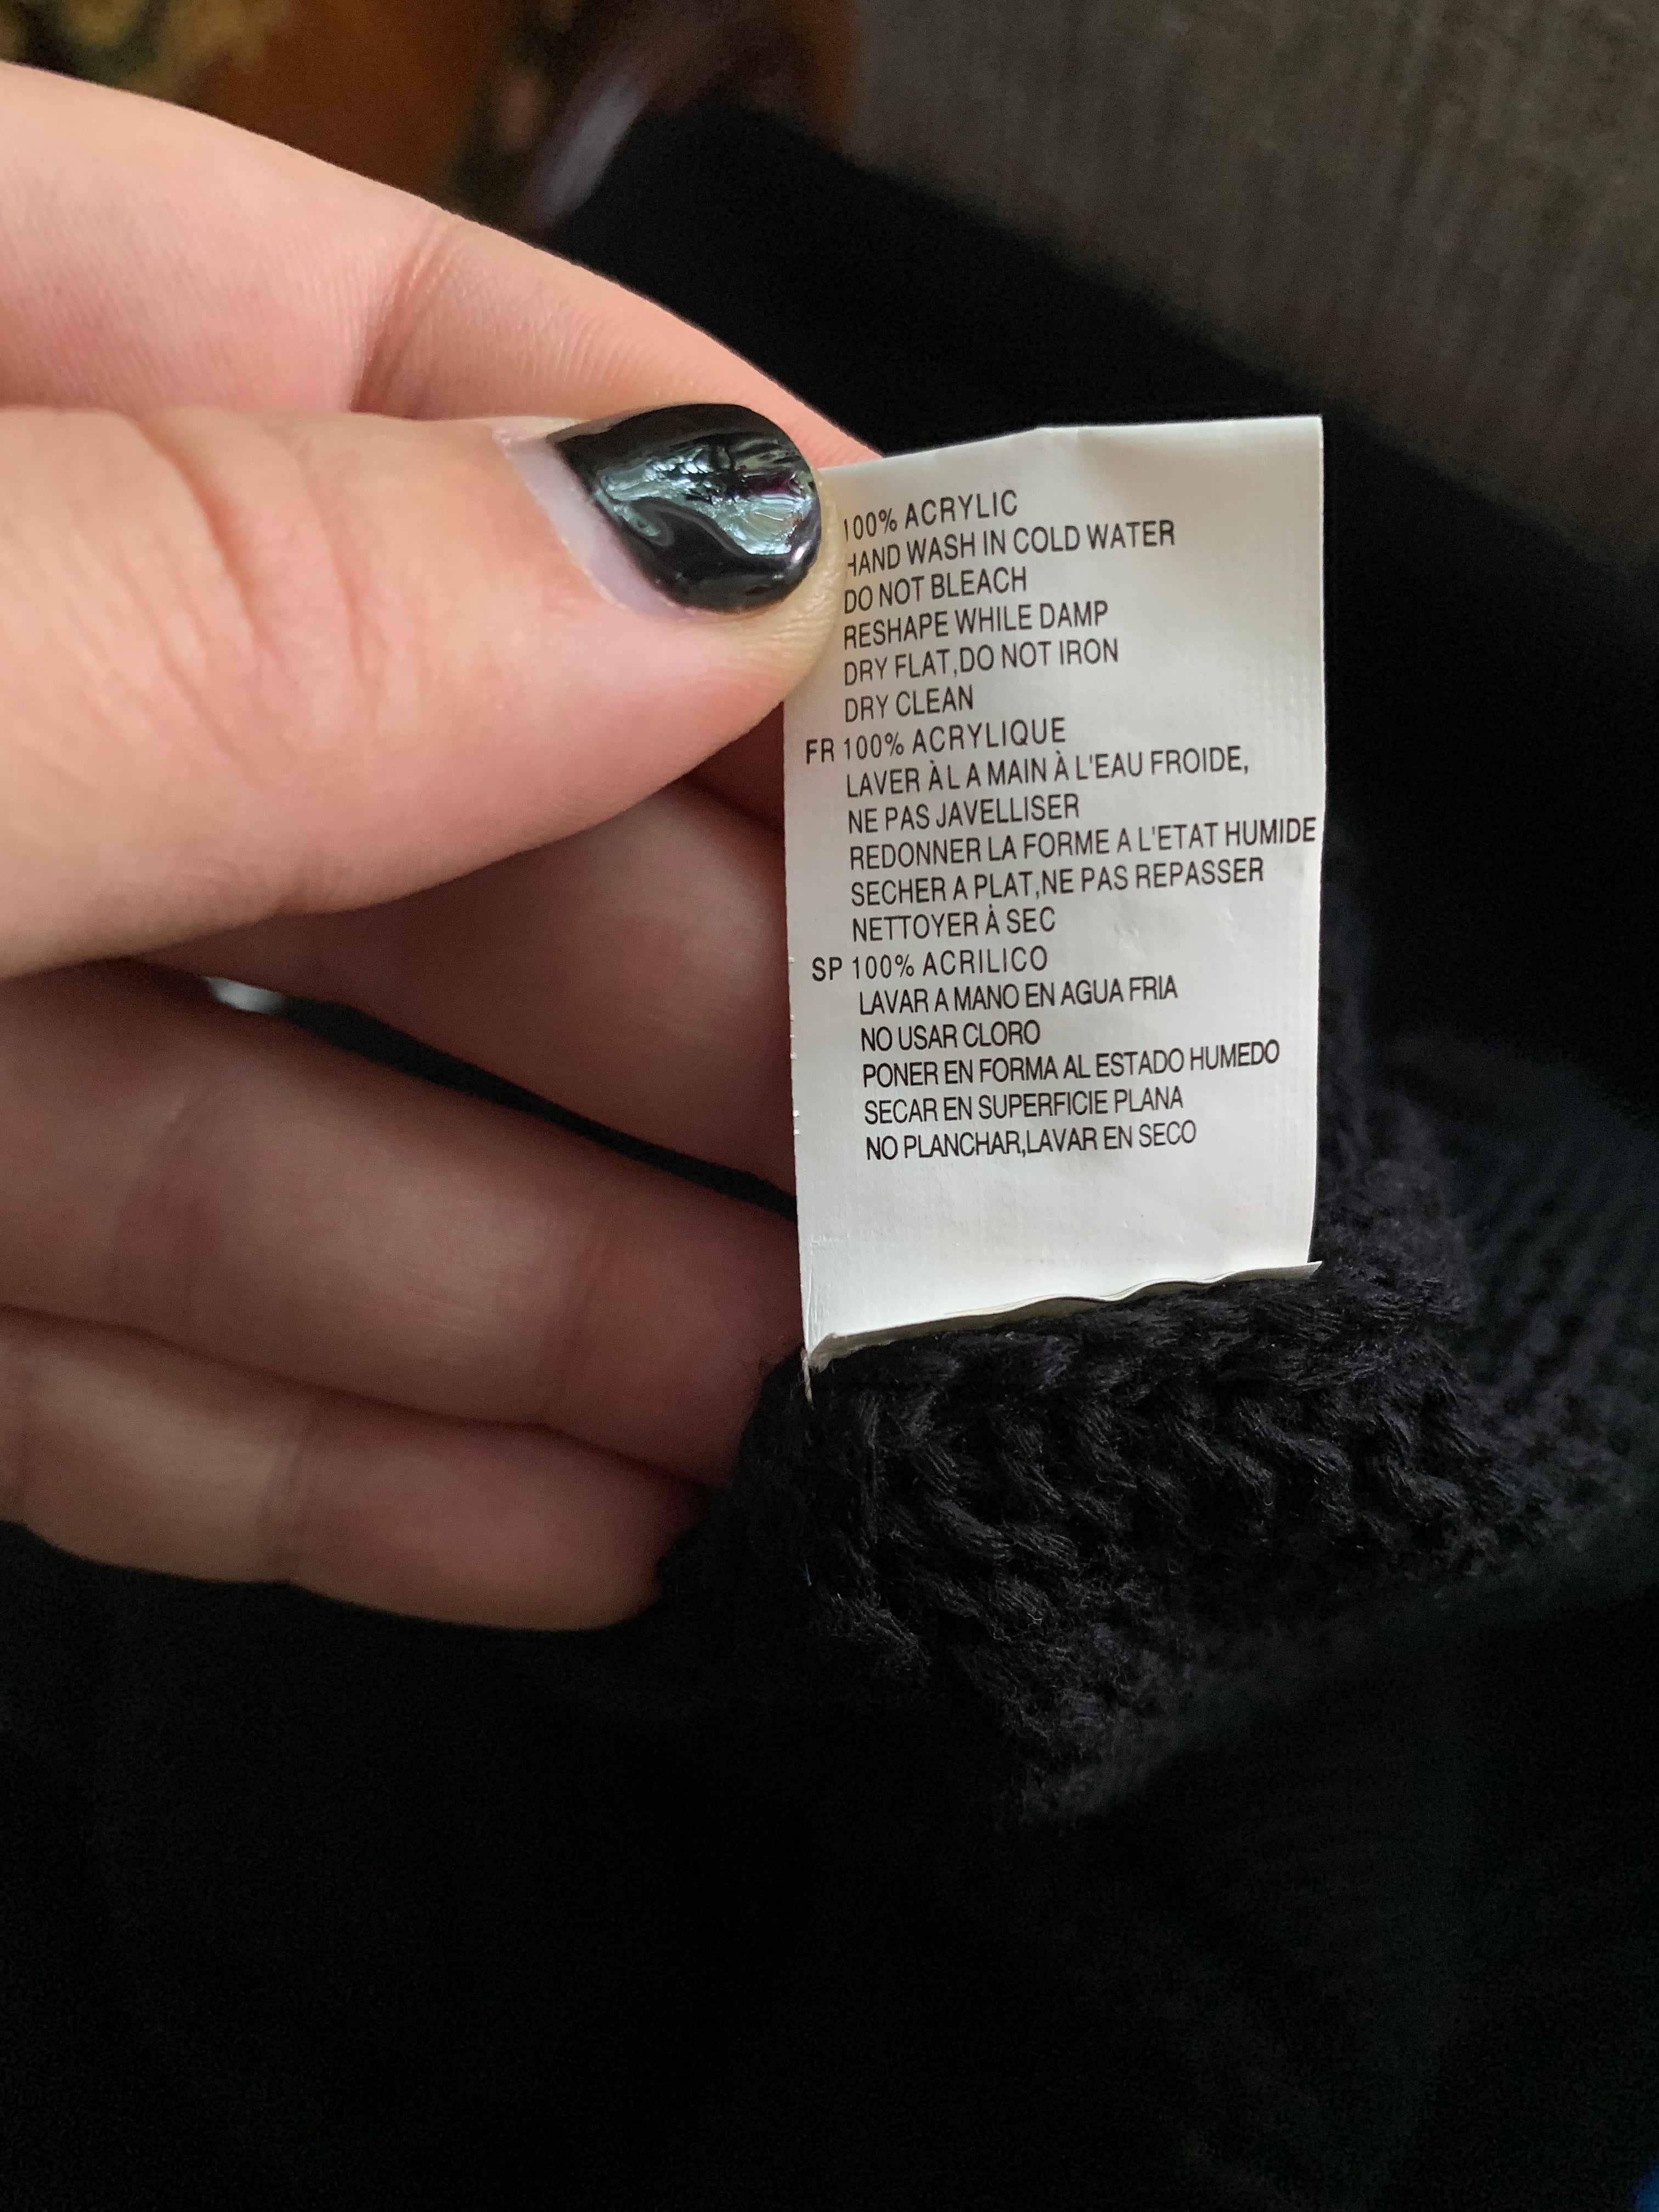 100% ACRYLIC
HAND WASH IN COLD WATER
DO NOT BLEACH
RESHAPE WHILE DAMP
DRY FLAT,DO NOT IRON
DRY CLEAN
FR 100% ACRYLIQUE
LAVER À LA MAIN À L'EAU FROIDE,
NE PAS JAVELLISER
REDONNER LA FORME A L'ETAT HUMIDE
SECHER A PLAT,NE PAS REPASSER
NETTOYER À SEC
SP 100% ACRILICO
LAVAR A MANO EN AGUA FRIA
NO USAR CLORO
PONER EN FORMA AL ESTADO HUMEDO
SECAR EN SUPERFICIE PLANA
NO PLANCHAR,LAVAR EN SECO